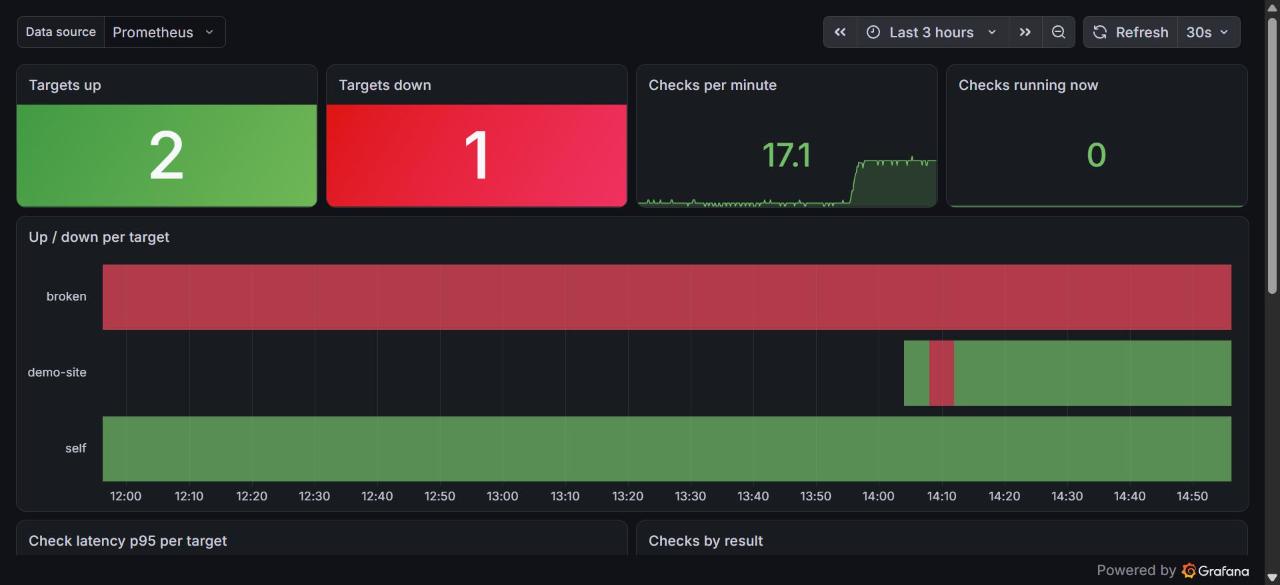 Data source Prometheus Last 3 hours Refresh 30s
Targets up Targets down Checks per minute Checks running now
2 1 17.1 0
Up / down per target
broken
demo-site
self
12:00 12:10 12:20 12:30 12:40 12:50 13:00 13:10 13:20 13:30 13:40 13:50 14:00 14:10 14:20 14:30 14:40 14:50
Check latency p95 per target Checks by result
Powered by Grafana